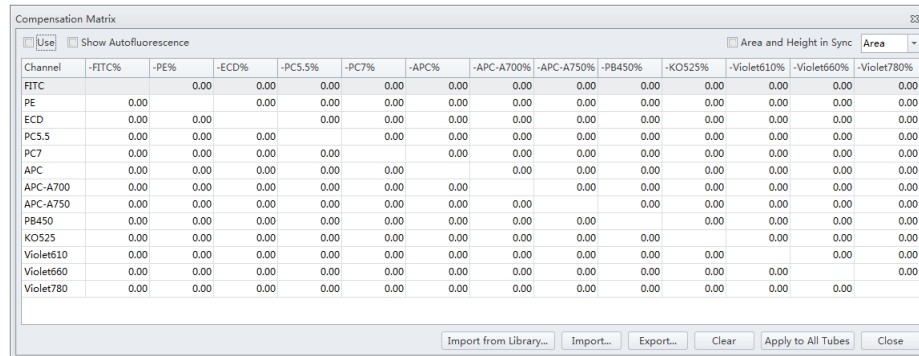 Compensation Matrix
Use Show Autofluorescence Area and Height in Sync Area
Channel -FITC% -PE% -ECD% -PC5.5% -PC7% -APC% -APC-A700% -APC-A750% -PB450% -KO525% -Violet610% -Violet660% -Violet780%
FITC 0.00 0.00 0.00 0.00 0.00 0.00 0.00 0.00 0.00 0.00 0.00 0.00
PE 0.00 0.00 0.00 0.00 0.00 0.00 0.00 0.00 0.00 0.00 0.00 0.00
ECD 0.00 0.00 0.00 0.00 0.00 0.00 0.00 0.00 0.00 0.00 0.00 0.00
PC5.5 0.00 0.00 0.00 0.00 0.00 0.00 0.00 0.00 0.00 0.00 0.00 0.00
PC7 0.00 0.00 0.00 0.00 0.00 0.00 0.00 0.00 0.00 0.00 0.00 0.00
APC 0.00 0.00 0.00 0.00 0.00 0.00 0.00 0.00 0.00 0.00 0.00 0.00
APC-A700 0.00 0.00 0.00 0.00 0.00 0.00 0.00 0.00 0.00 0.00 0.00 0.00
APC-A750 0.00 0.00 0.00 0.00 0.00 0.00 0.00 0.00 0.00 0.00 0.00 0.00
PB450 0.00 0.00 0.00 0.00 0.00 0.00 0.00 0.00 0.00 0.00 0.00 0.00
KO525 0.00 0.00 0.00 0.00 0.00 0.00 0.00 0.00 0.00 0.00 0.00 0.00
Violet610 0.00 0.00 0.00 0.00 0.00 0.00 0.00 0.00 0.00 0.00 0.00 0.00
Violet660 0.00 0.00 0.00 0.00 0.00 0.00 0.00 0.00 0.00 0.00 0.00 0.00
Violet780 0.00 0.00 0.00 0.00 0.00 0.00 0.00 0.00 0.00 0.00 0.00 0.00
Import from Library... Import... Export... Clear Apply to All Tubes Close